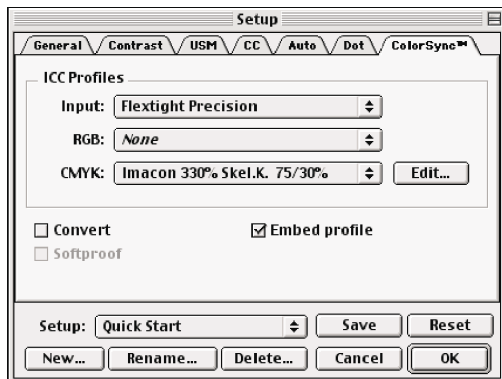 Setup
General Contrast USM CC Auto Dot ColorSync™
ICC Profiles
Input: Flextight Precision
RGB: None
CMYK: Imacon 330% Skel.K. 75/30% Edit...
Convert Embed profile
Softproof
Setup: Quick Start Save Reset
New... Rename... Delete... Cancel OK